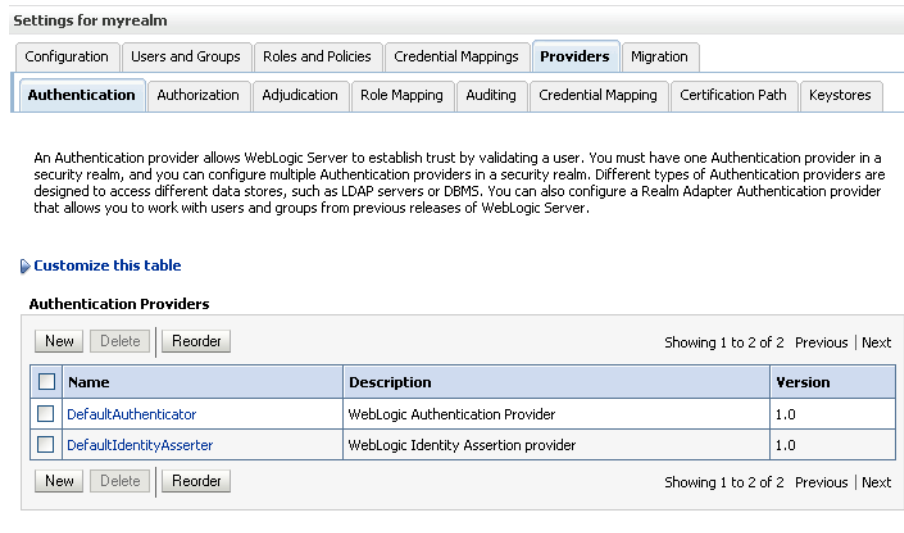 Settings for myrealm
Configuration Users and Groups Roles and Policies Credential Mappings Providers Migration
Authentication Authorization Adjudication Role Mapping Auditing Credential Mapping Certification Path Keystores
An Authentication provider allows WebLogic Server to establish trust by validating a user. You must have one Authentication provider in a
security realm, and you can configure multiple Authentication providers in a security realm. Different types of Authentication providers are
designed to access different data stores, such as LDAP servers or DBMS. You can also configure a Realm Adapter Authentication provider
that allows you to work with users and groups from previous releases of WebLogic Server.
Customize this table
Authentication Providers
New Delete Reorder Showing 1 to 2 of 2 Previous | Next
Name Description Version
DefaultAuthenticator WebLogic Authentication Provider 1.0
DefaultIdentityAsserter WebLogic Identity Assertion provider 1.0
New Delete Reorder Showing 1 to 2 of 2 Previous | Next